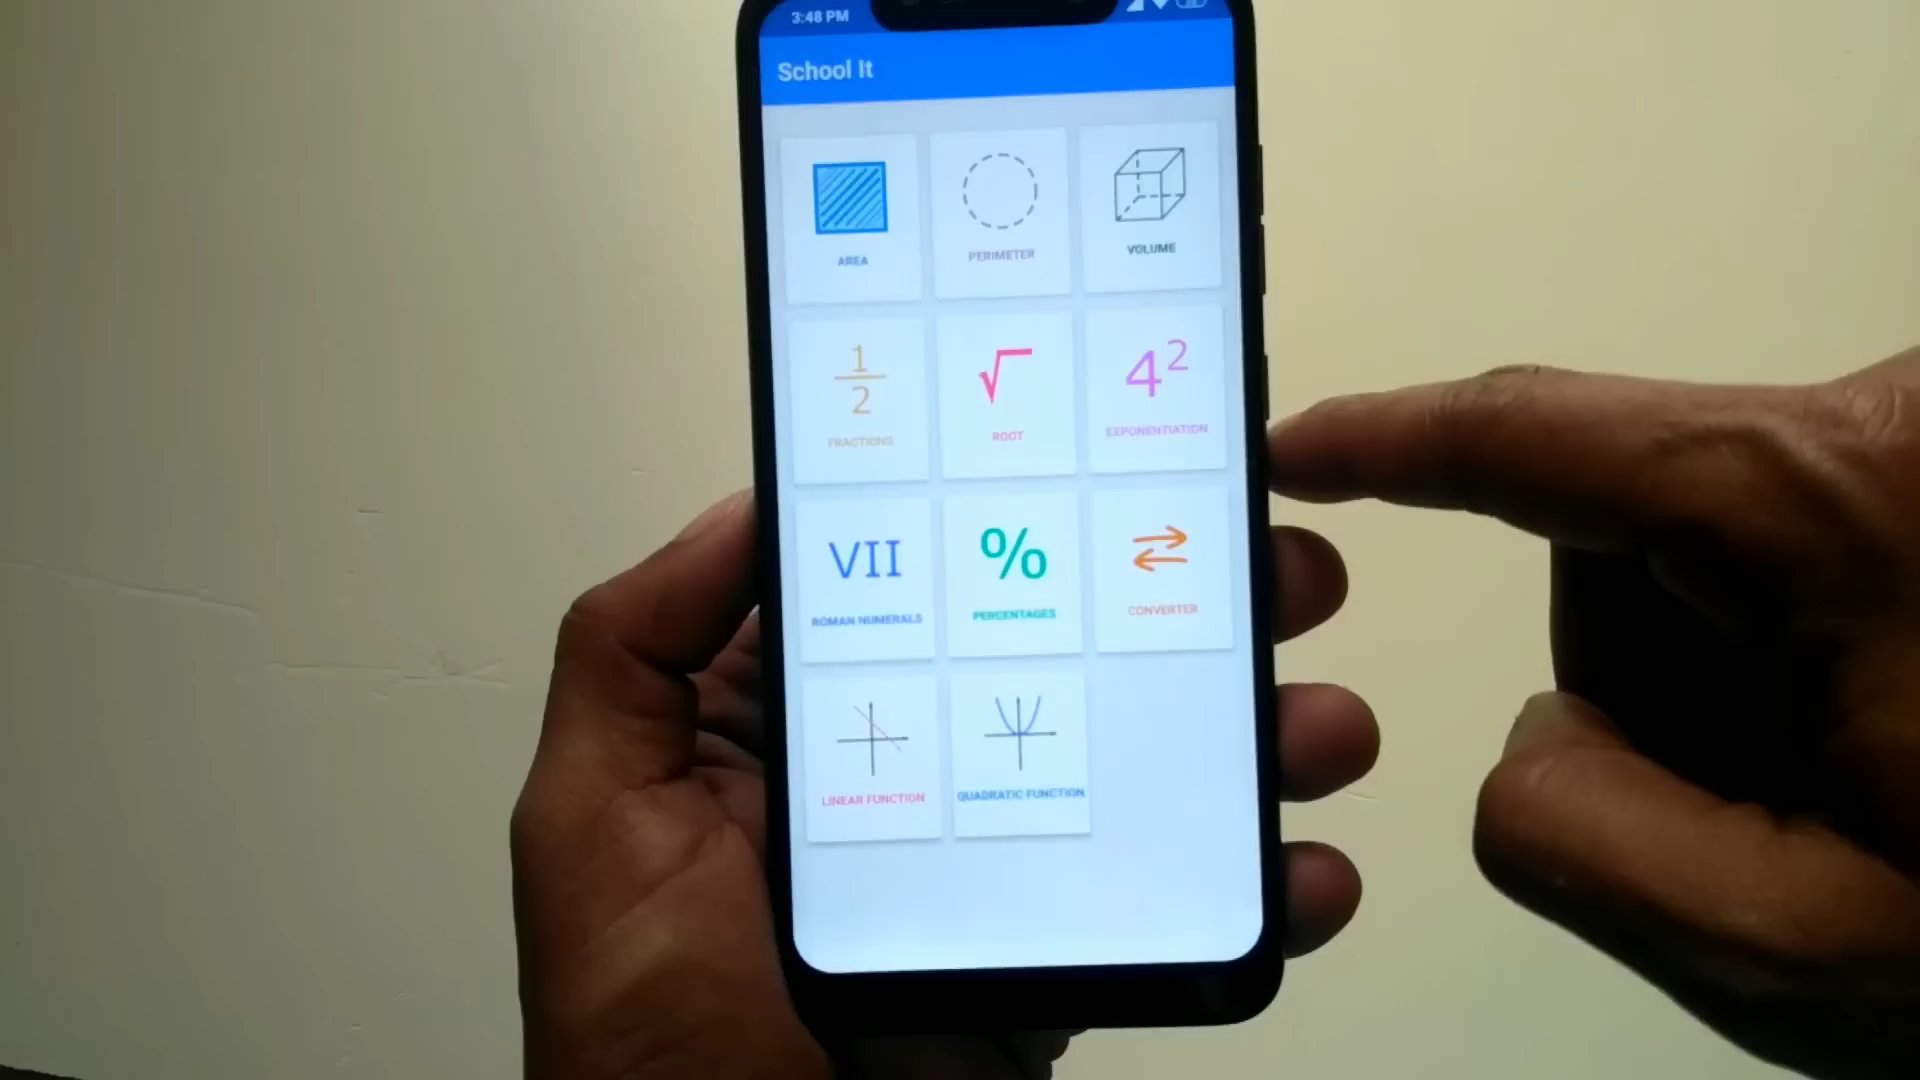 3:48 PM
School It
AREA
PERIMETER
VOLUME
1
2
FRACTIONS
√
ROOT
4²
EXPONENTIATION
VII
ROMAN NUMERALS
%
PERCENTAGES
CONVERTER
LINEAR FUNCTION
QUADRATIC FUNCTION